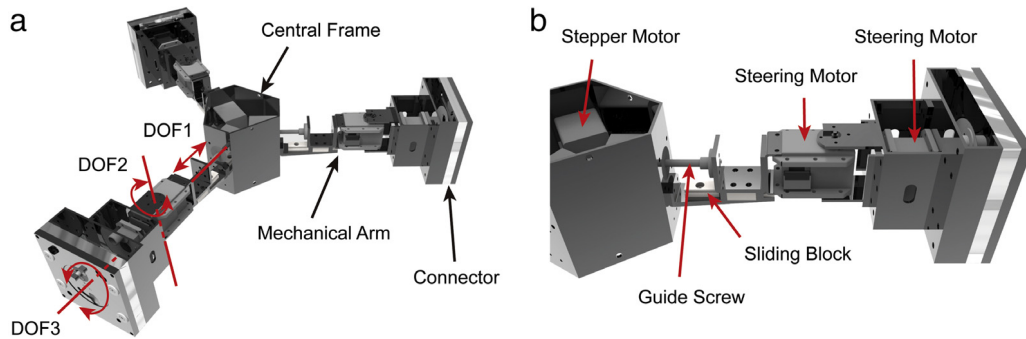 a
Central Frame
DOF1
DOF2
Mechanical Arm
Connector
DOF3
b
Stepper Motor
Steering Motor
Steering Motor
Sliding Block
Guide Screw